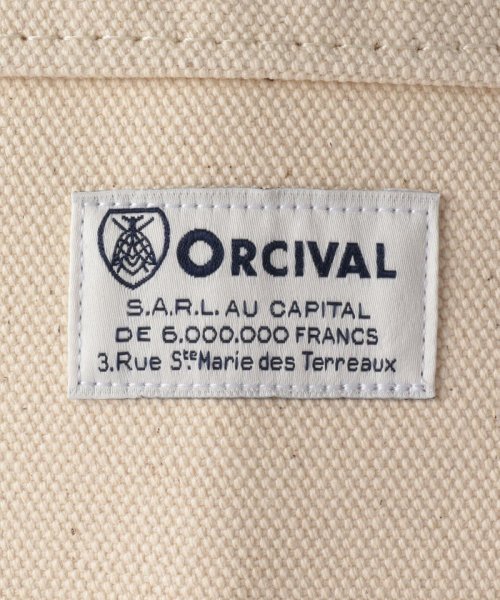 ORCIVAL
S.A.R.L. AU CAPITAL
DE 6.000.000 FRANCS
3.Rue Ste.Marie des Terreaux